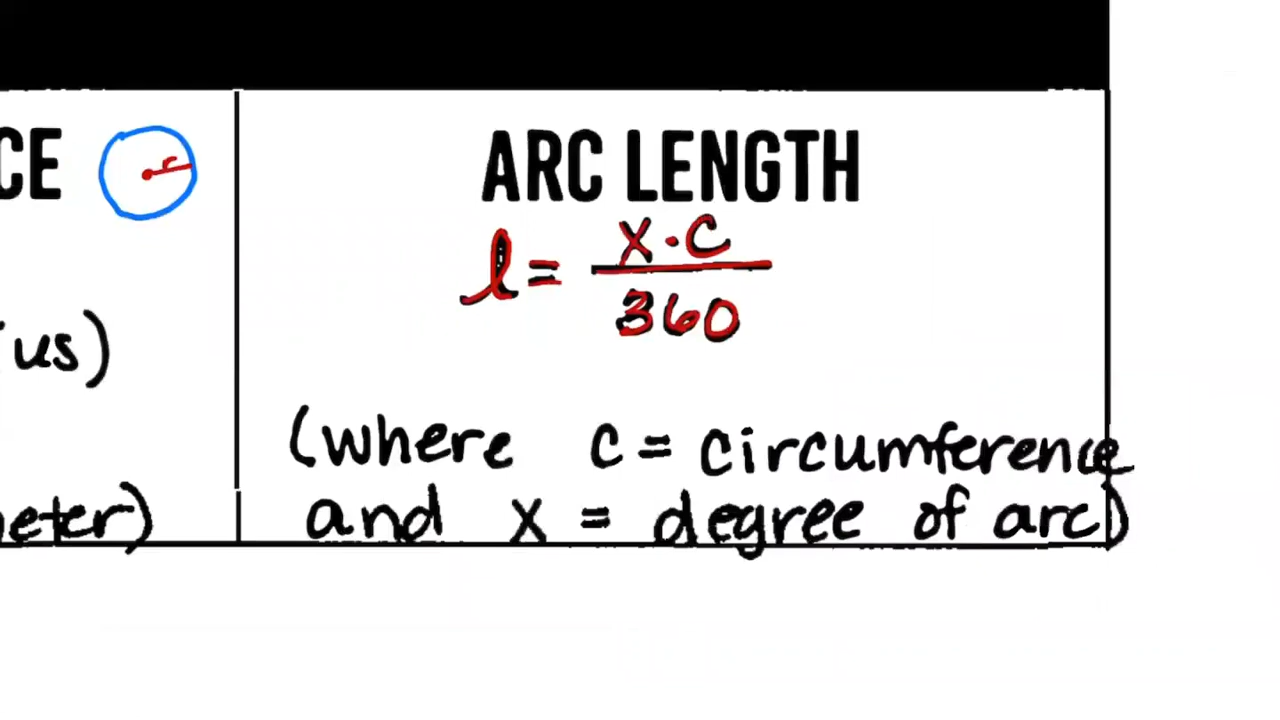 CE r
ARC LENGTH
l = x · c
360
us)
(where c = circumference
eter) and x = degree of arc)